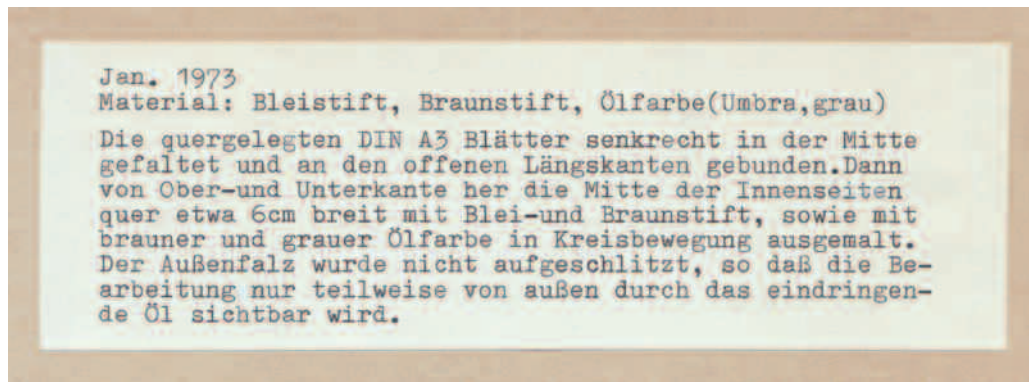 Jan. 1973
Material: Bleistift, Braunstift, Ölfarbe(Umbra,grau)
Die quergelegten DIN A3 Blätter senkrecht in der Mitte
gefaltet und an den offenen Längskanten gebunden.Dann
von Ober-und Unterkante her die Mitte der Innenseiten
quer etwa 6cm breit mit Blei-und Braunstift, sowie mit
brauner und grauer Ölfarbe in Kreisbewegung ausgemalt.
Der Außenfalz wurde nicht aufgeschlitzt, so daß die Be-
arbeitung nur teilweise von außen durch das eindringen-
de Öl sichtbar wird.